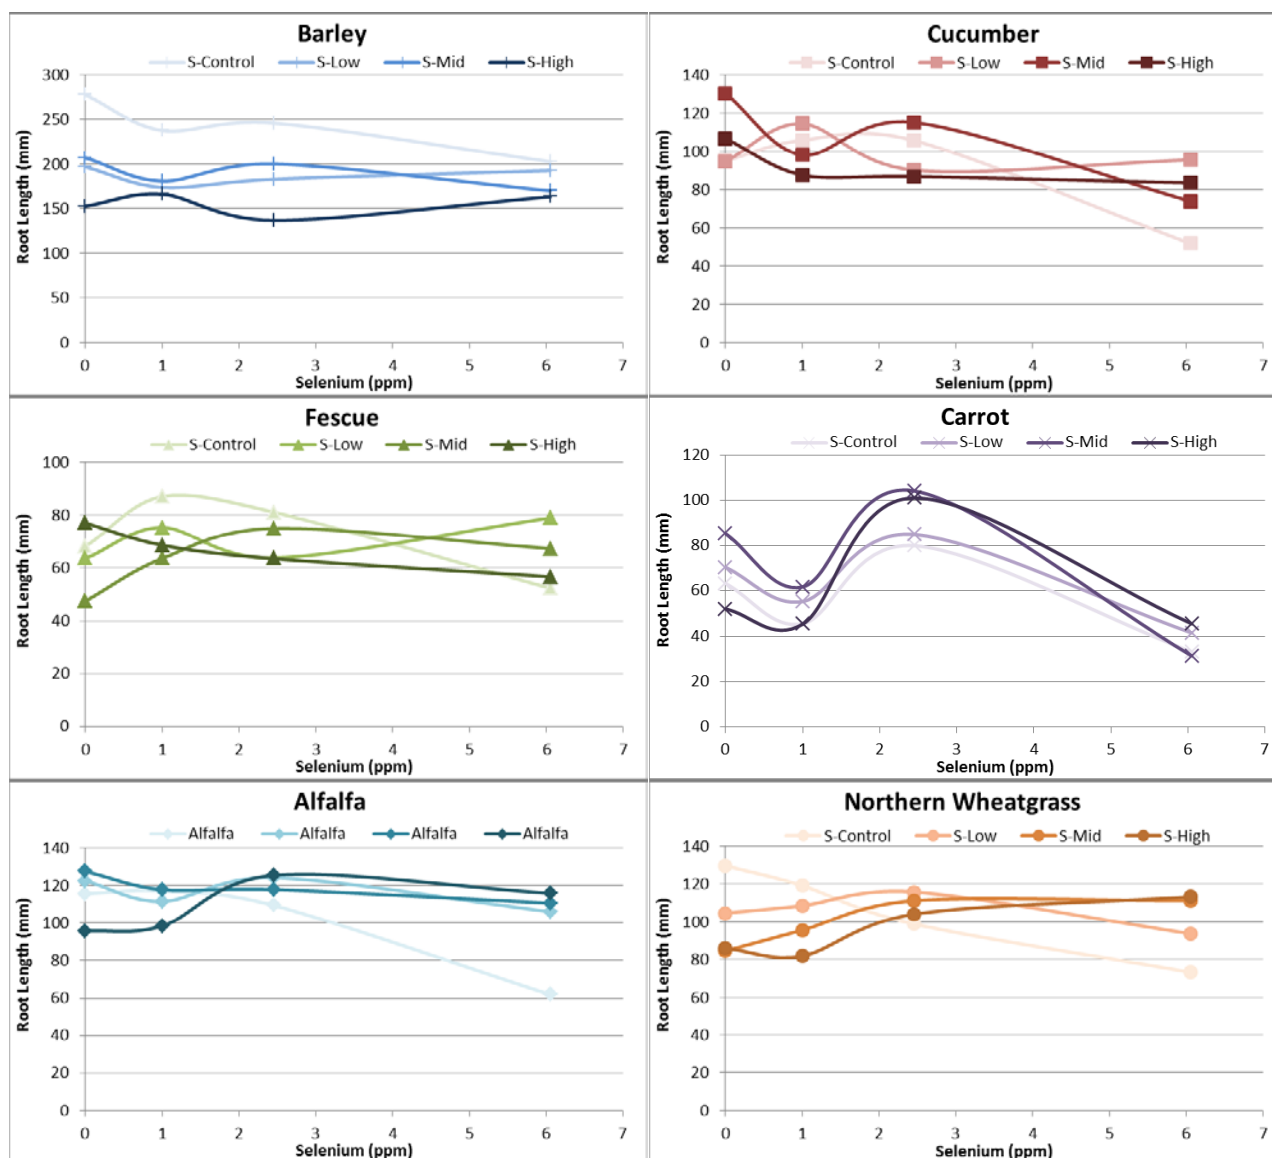 Barley
S-Control S-Low S-Mid S-High
300
250
200
150
100
50
0
Root Length (mm)
0 1 2 3 4 5 6 7
Selenium (ppm)
Cucumber
S-Control S-Low S-Mid S-High
140
120
100
80
60
40
20
0
Root Length (mm)
0 1 2 3 4 5 6 7
Selenium (ppm)
Fescue
S-Control S-Low S-Mid S-High
100
80
60
40
20
0
Root Length (mm)
0 1 2 3 4 5 6 7
Selenium (ppm)
Carrot
S-Control S-Low S-Mid S-High
120
100
80
60
40
20
0
Root Length (mm)
0 1 2 3 4 5 6 7
Selenium (ppm)
Alfalfa
Alfalfa Alfalfa Alfalfa Alfalfa
140
120
100
80
60
40
20
0
Root Length (mm)
0 1 2 3 4 5 6 7
Selenium (ppm)
Northern Wheatgrass
S-Control S-Low S-Mid S-High
140
120
100
80
60
40
20
0
Root Length (mm)
0 1 2 3 4 5 6 7
Selenium (ppm)